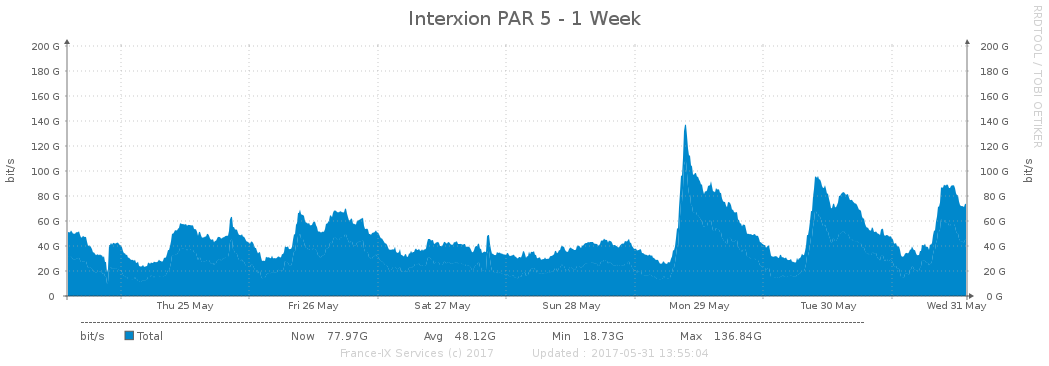 Interxion PAR 5 - 1 Week
RRDTOOL / TOBI OETIKER
200 G 200 G
180 G 180 G
160 G 160 G
140 G 140 G
120 G 120 G
100 G 100 G
80 G 80 G
60 G 60 G
40 G 40 G
20 G 20 G
0 0 G
bit/s bit/s
Thu 25 May Fri 26 May Sat 27 May Sun 28 May Mon 29 May Tue 30 May Wed 31 May
bit/s Total Now 77.97G Avg 48.12G Min 18.73G Max 136.84G
France-IX Services (c) 2017 Updated : 2017-05-31 13:55:04